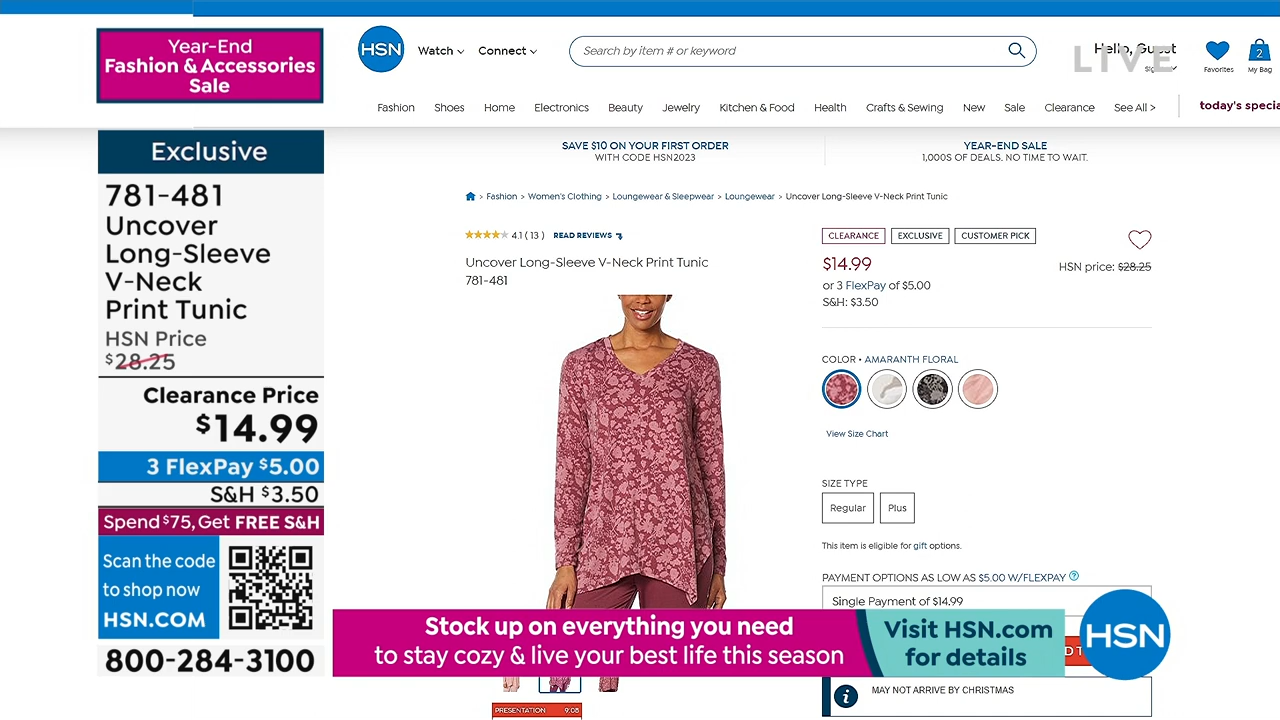 Year-End
Fashion & Accessories
Sale
HSN
Watch
Connect
Search by item # or keyword
Hello, Guest
LIVE
Favorites
2
My Bag
Fashion
Shoes
Home
Electronics
Beauty
Jewelry
Kitchen & Food
Health
Crafts & Sewing
New
Sale
Clearance
See All >
today's specia
Exclusive
781-481
Uncover
Long-Sleeve
V-Neck
Print Tunic
HSN Price
$28.25
Clearance Price
$14.99
3 FlexPay $5.00
S&H $3.50
Spend $75, Get FREE S&H
Scan the code
to shop now
HSN.COM
800-284-3100
SAVE $10 ON YOUR FIRST ORDER
WITH CODE HSN2023
YEAR-END SALE
1,000S OF DEALS. NO TIME TO WAIT.
> Fashion > Women's Clothing > Loungewear & Sleepwear > Loungewear > Uncover Long-Sleeve V-Neck Print Tunic
4.1 ( 13 ) READ REVIEWS
Uncover Long-Sleeve V-Neck Print Tunic
781-481
CLEARANCE
EXCLUSIVE
CUSTOMER PICK
$14.99
HSN price: $28.25
or 3 FlexPay of $5.00
S&H: $3.50
COLOR • AMARANTH FLORAL
View Size Chart
SIZE TYPE
Regular
Plus
This item is eligible for gift options.
PAYMENT OPTIONS AS LOW AS $5.00 W/FLEXPAY ?
Single Payment of $14.99
Stock up on everything you need
to stay cozy & live your best life this season
Visit HSN.com
for details
HSN
D T
i
MAY NOT ARRIVE BY CHRISTMAS
PRESENTATION 9:08